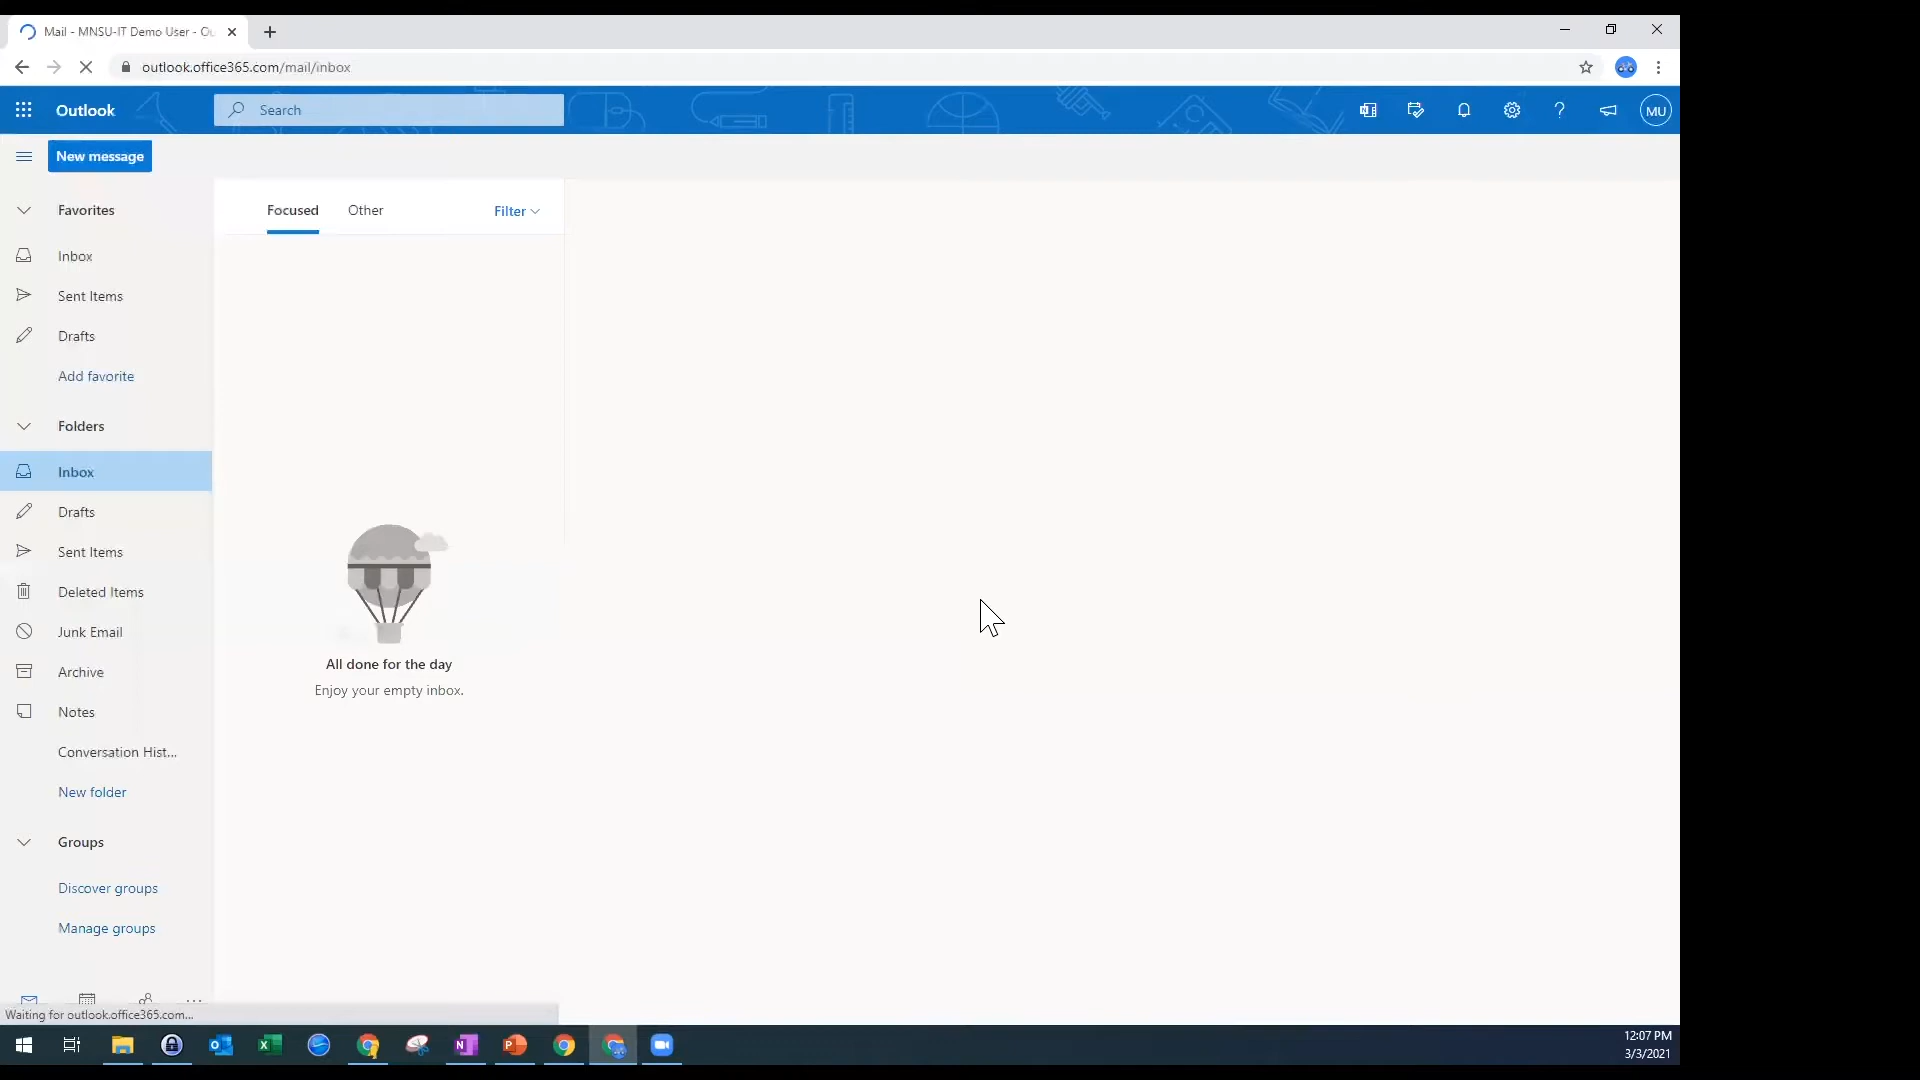 Mail - MNSU-IT Demo User - Ou
outlook.office365.com/mail/inbox
Outlook
Search
MU
New message
Favorites
Focused
Other
Filter
Inbox
Sent Items
Drafts
Add favorite
Folders
Inbox
Drafts
Sent Items
Deleted Items
Junk Email
Archive
Notes
Conversation Hist...
New folder
Groups
Discover groups
Manage groups
All done for the day
Enjoy your empty inbox.
Waiting for outlook.office365.com...
12:07 PM
3/3/2021